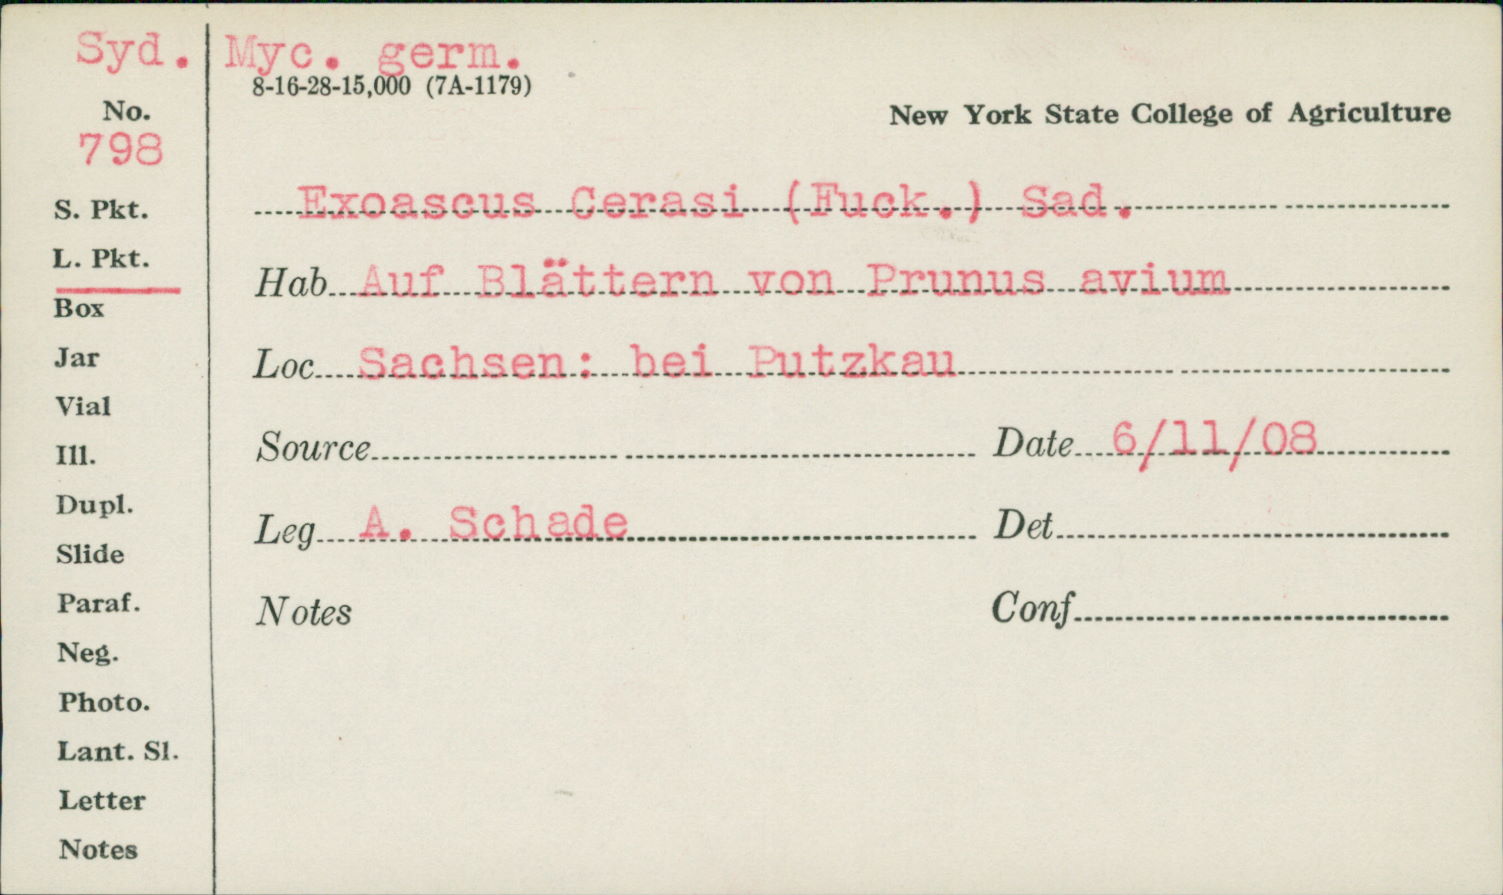 Syd. Myc. germ.
8-16-28-15,000 (7A-1179)
New York State College of Agriculture
No.
798
S. Pkt.
L. Pkt.
Box
Jar
Vial
Ill.
Dupl.
Slide
Paraf.
Neg.
Photo.
Lant. Sl.
Letter
Notes
Exoascus Cerasi (Fuck.) Sad.
Hab Auf Blättern von Prunus avium
Loc Sachsen: bei Putzkau
Source Date 6/11/08
Leg A. Schade Det
Notes Conf